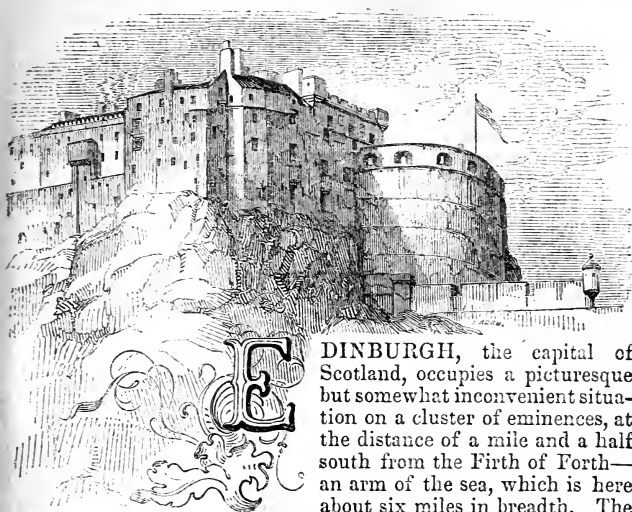 EDINBURGH, the capital of
Scotland, occupies a picturesque
but somewhat inconvenient situa-
tion on a cluster of eminences, at
the distance of a mile and a half
south from the Firth of Forth—
an arm of the sea, which is here
about six miles in breadth. The